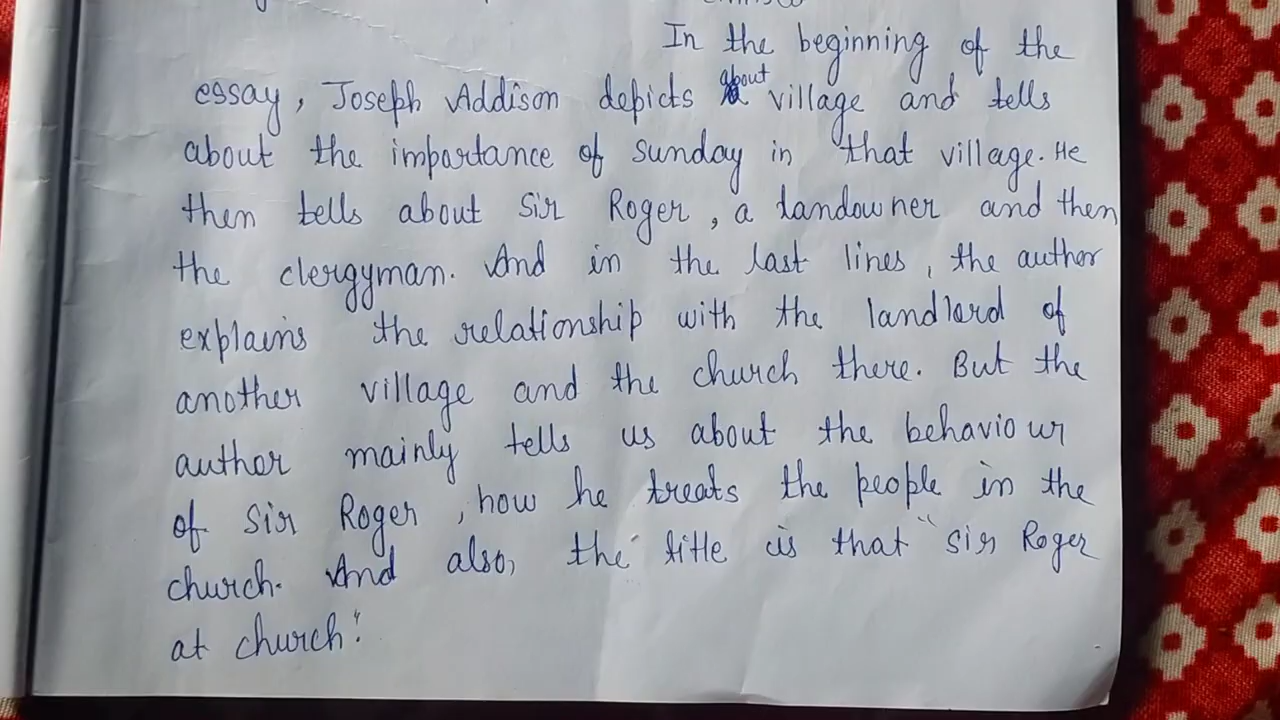 In the beginning of the
essay, Joseph Addison depicts about village and tells
about the importance of sunday in that village. He
then tells about Sir Roger, a landowner and then
the clergyman. And in the last lines, the author
explains the relationship with the landlord of
another village and the church there. But the
author mainly tells us about the behaviour
of Sir Roger, how he treats the people in the
church. And also, the title is that "Sir Roger
at church."